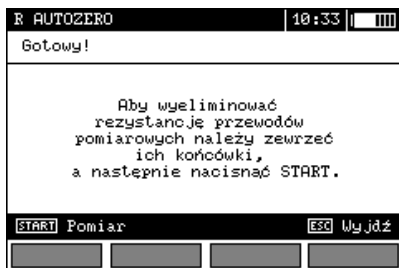 R AUTOZERO 10:33
Gotowy!
Aby wyeliminować
rezystancję przewodów
pomiarowych należy zewrzeć
ich końcówki,
a następnie nacisnąć START.
START Pomiar ESC Wyjdź